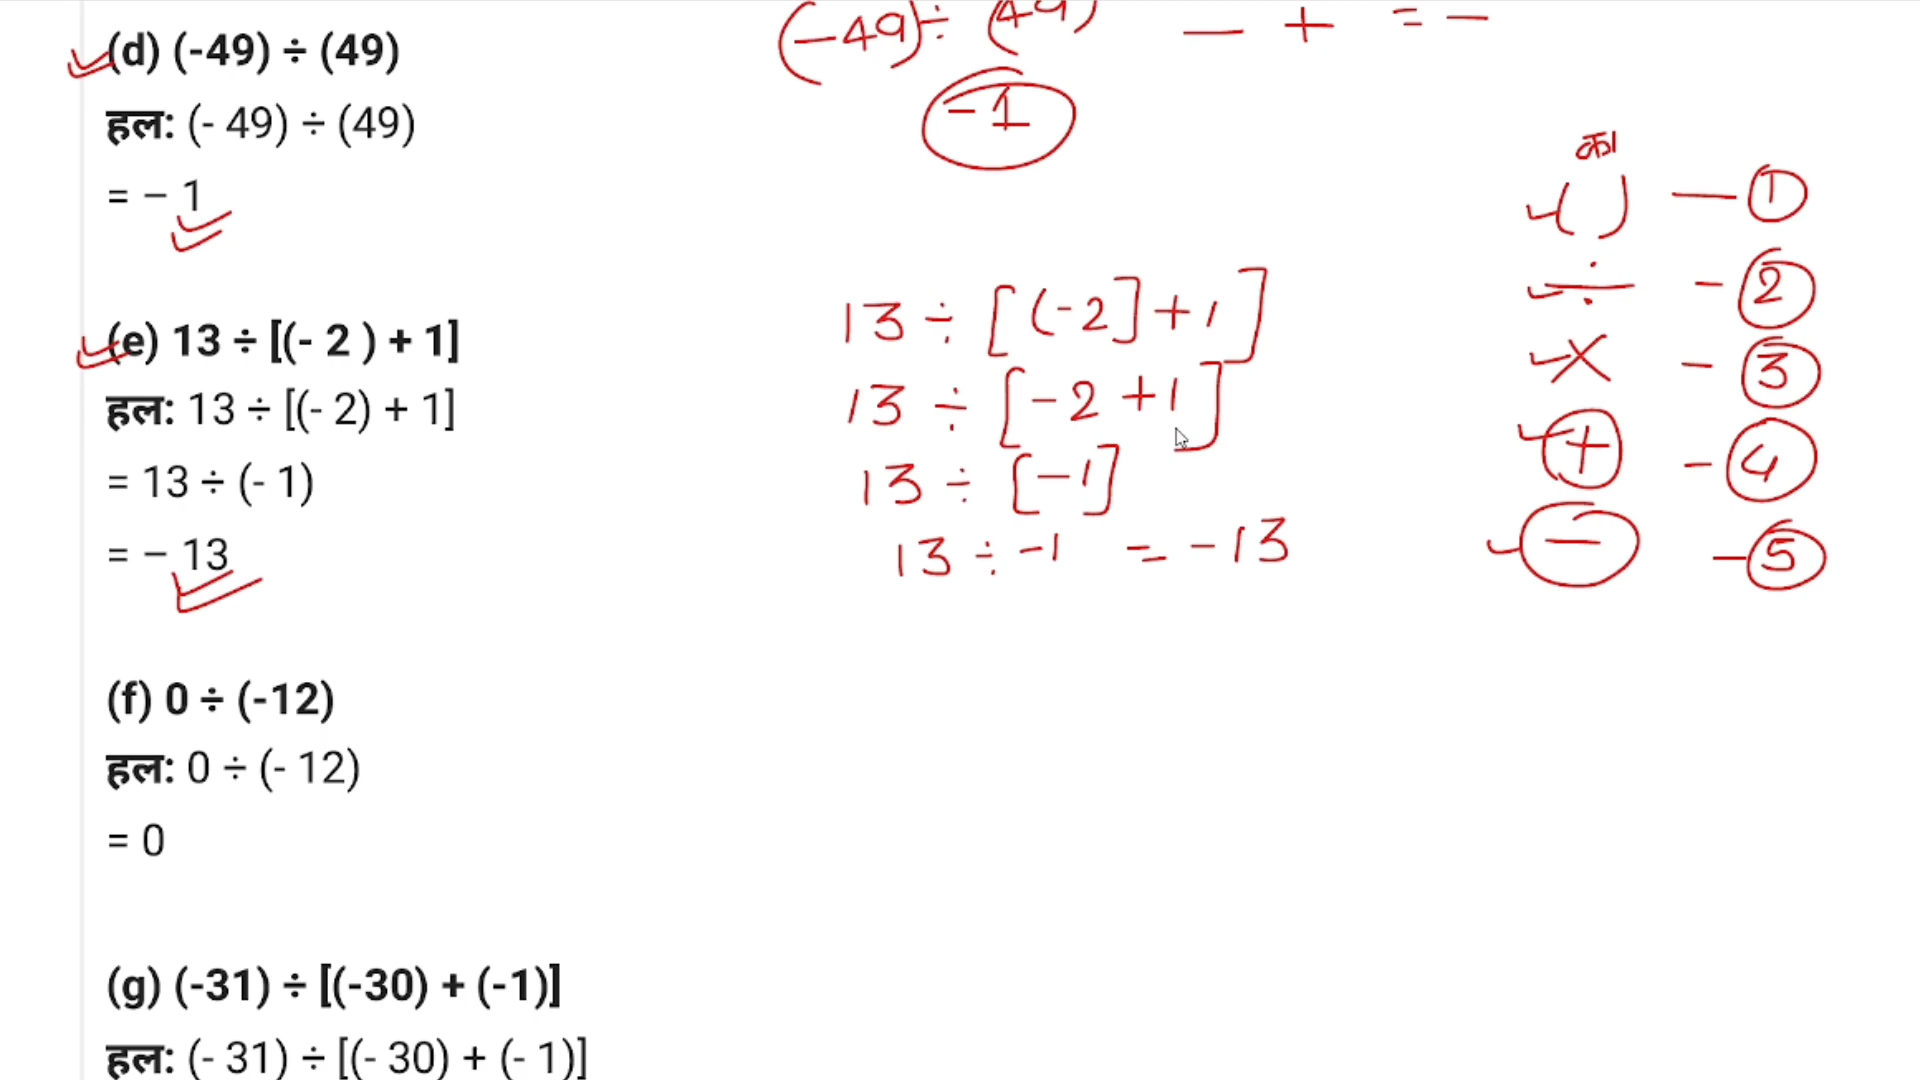 (d) (-49) ÷ (49)
हल: (- 49) ÷ (49)
= – 1
(e) 13 ÷ [(- 2 ) + 1]
हल: 13 ÷ [(- 2) + 1]
= 13 ÷ (- 1)
= – 13
(f) 0 ÷ (-12)
हल: 0 ÷ (- 12)
= 0
(g) (-31) ÷ [(-30) + (-1)]
हल: (- 31) ÷ [(- 30) + (- 1)]
(-49) ÷ (49) — + = —
-1
13 ÷ [(-2] + 1]
13 ÷ [-2 + 1]
13 ÷ [-1]
13 ÷ -1 = -13
का
( ) — 1
÷ - 2
× - 3
+ - 4
− - 5